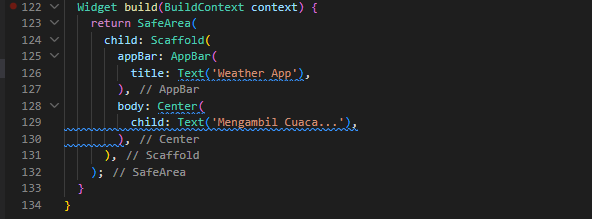 122 Widget build(BuildContext context) {
123 return SafeArea(
124 child: Scaffold(
125 appBar: AppBar(
126 title: Text('Weather App'),
127 ), // AppBar
128 body: Center(
129 child: Text('Mengambil Cuaca...'),
130 ), // Center
131 ), // Scaffold
132 ); // SafeArea
133 }
134 }